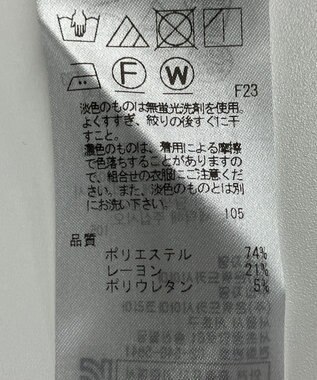 F W
F23
淡色のものは無蛍光洗剤を使用。
よくすすぎ、絞りの後すぐに干
すこと。
濃色のものは、着用による摩擦
で色落ちすることがありますの
で、組合せの衣服にご注意くださ
い。また、淡色のものとは別
にお洗い下さい。
105
品質
ポリエステル 74%
レーヨン 21%
ポリウレタン 5%